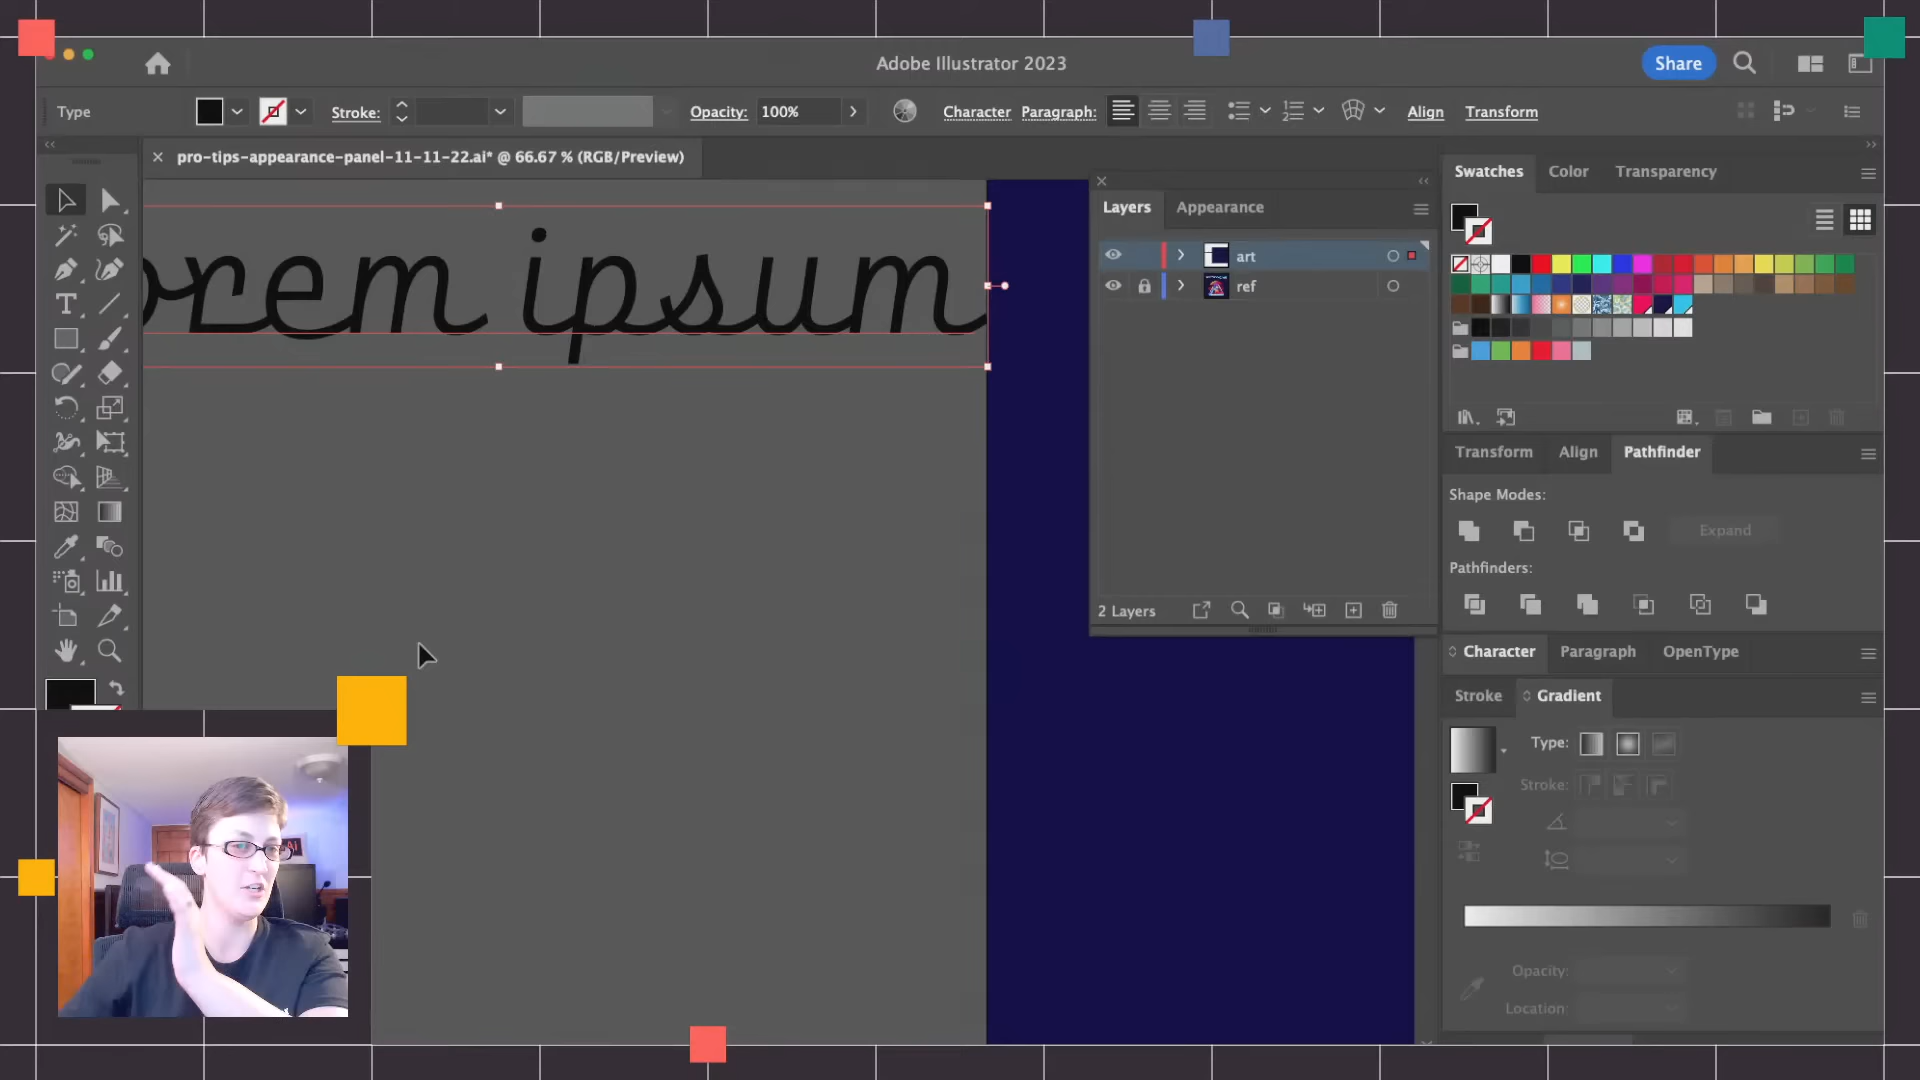 Adobe Illustrator 2023
Share
Type
Stroke:
Opacity:
100%
Character
Paragraph:
Align
Transform
pro-tips-appearance-panel-11-11-22.ai* @ 66.67 % (RGB/Preview)
orem ipsum
Layers
Appearance
art
ref
2 Layers
Swatches
Color
Transparency
Transform
Align
Pathfinder
Shape Modes:
Expand
Pathfinders:
Character
Paragraph
OpenType
Stroke
Gradient
Type:
Stroke:
Opacity:
Location: